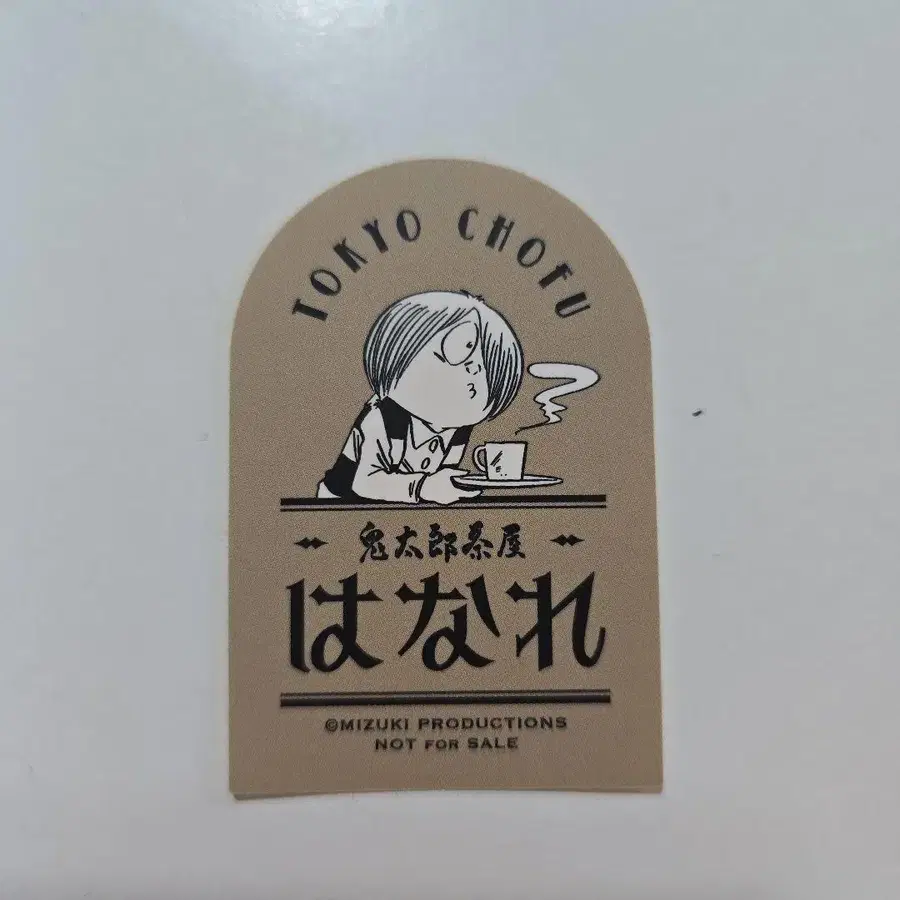 TOKYO CHOFU
鬼太郎茶屋
はなれ
©MIZUKI PRODUCTIONS
NOT FOR SALE